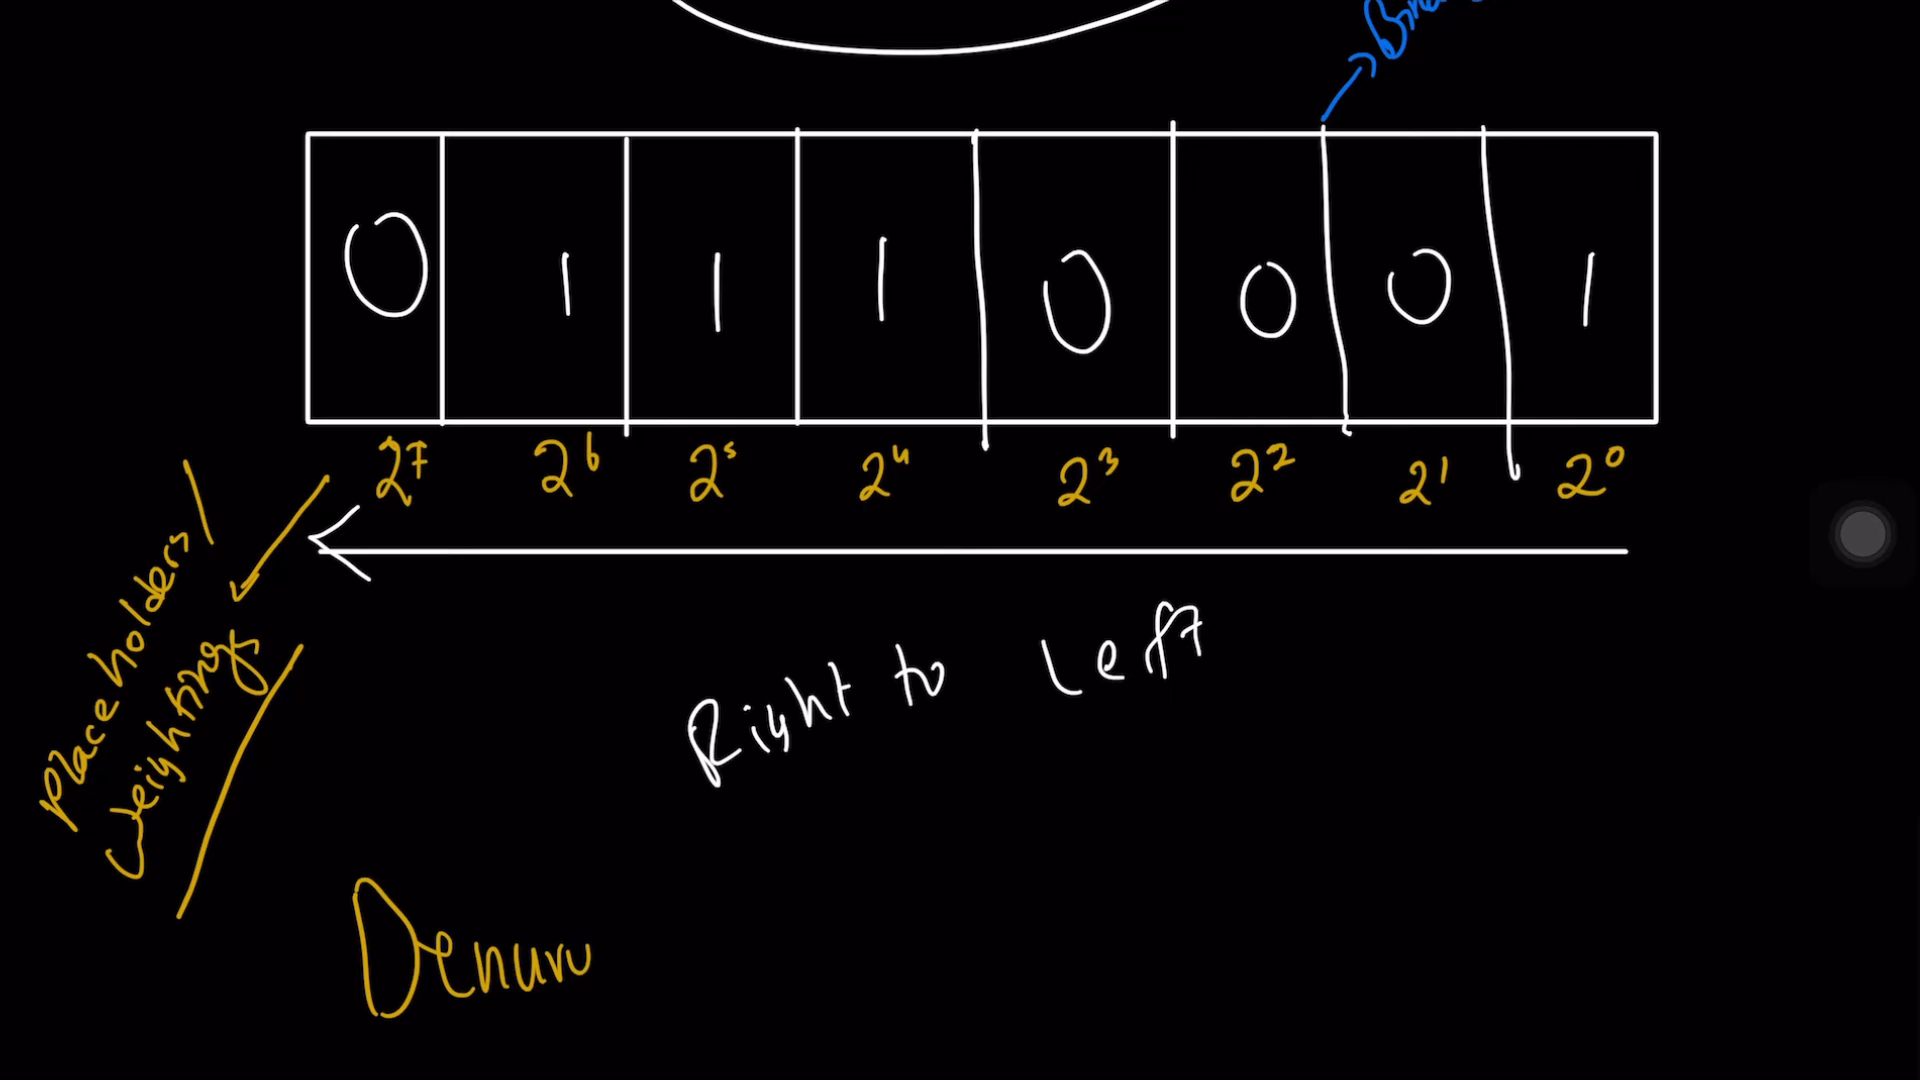 0 1 1 1 0 0 0 1
2⁷ 2⁶ 2⁵ 2⁴ 2³ 2² 2¹ 2⁰
Placeholders/
weightings
Right to left